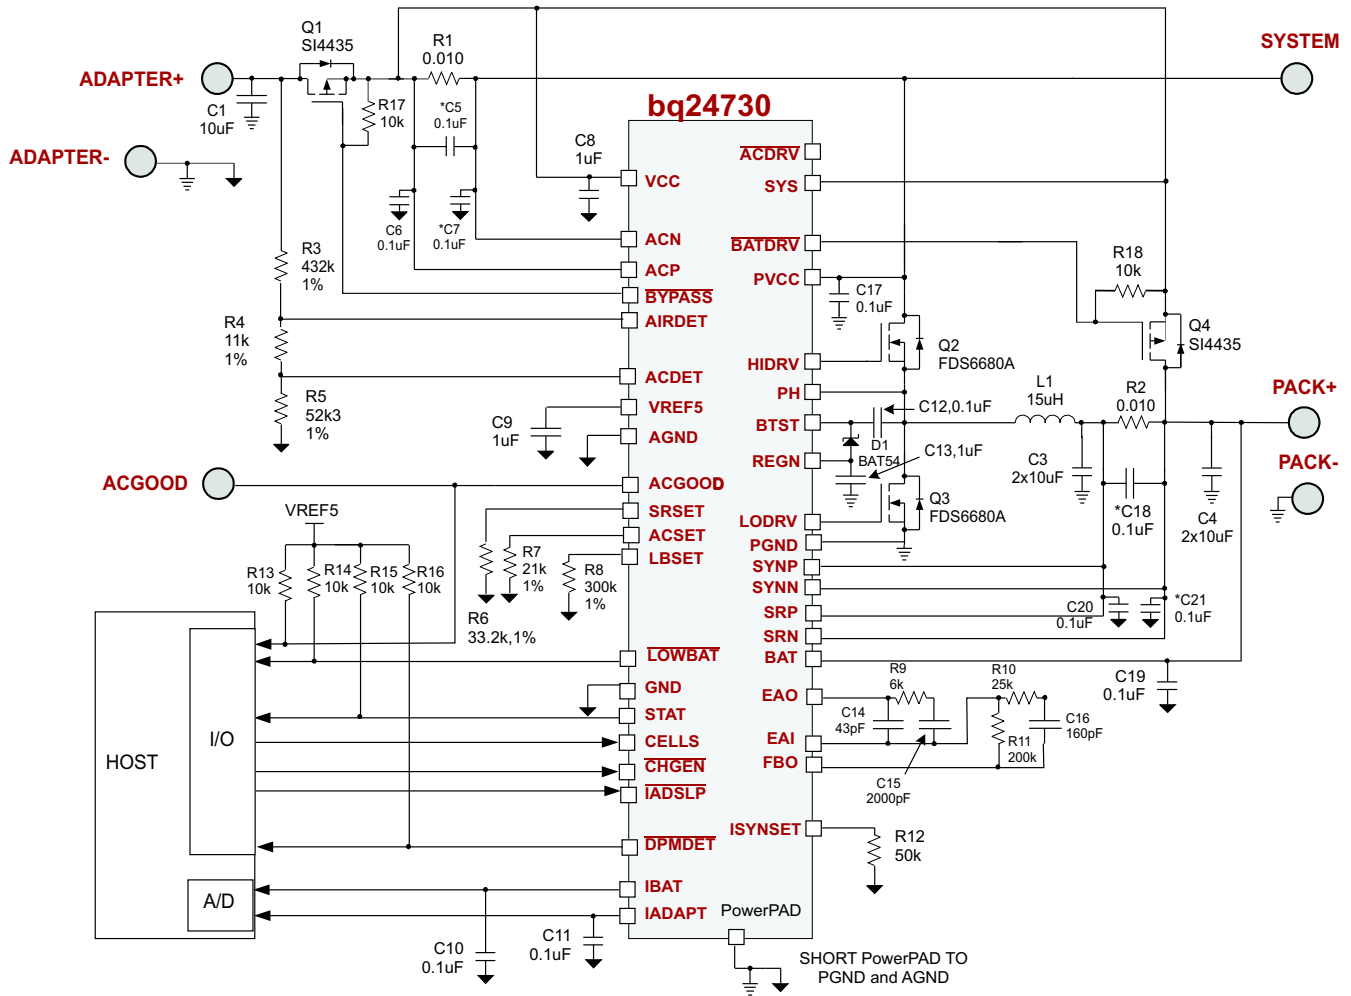 Q1
SI4435
R1
0.010
SYSTEM
ADAPTER+
C1
10uF
R17
10k
*C5
0.1uF
bq24730
C8
1uF
ACDRV
VCC
SYS
ADAPTER-
C6
0.1uF
*C7
0.1uF
ACN
BATDRV
R3
432k
1%
ACP
PVCC
R18
10k
BYPASS
C17
0.1uF
AIRDET
R4
11k
1%
Q4
SI4435
Q2
FDS6680A
HIDRV
ACDET
PH
L1
15uH
R2
0.010
PACK+
R5
52k3
1%
VREF5
C12,0.1uF
C9
1uF
AGND
BTST
D1
BAT54
C13,1uF
REGN
C3
2x10uF
PACK-
ACGOOD
ACGOOD
Q3
FDS6680A
*C18
0.1uF
C4
2x10uF
VREF5
SRSET
LODRV
ACSET
PGND
LBSET
R7
21k
1%
R8
300k
1%
SYNP
R13
10k
R14
10k
R15
10k
R16
10k
SYNN
R6
33.2k,1%
SRP
C20
0.1uF
*C21
0.1uF
SRN
LOWBAT
BAT
C19
0.1uF
GND
EAO
R9
6k
R10
25k
STAT
C14
43pF
C16
160pF
I/O
CELLS
EAI
R11
200k
HOST
CHGEN
FBO
C15
2000pF
IADSLP
ISYNSET
R12
50k
DPMDET
IBAT
A/D
IADAPT
PowerPAD
C10
0.1uF
C11
0.1uF
SHORT PowerPAD TO
PGND and AGND